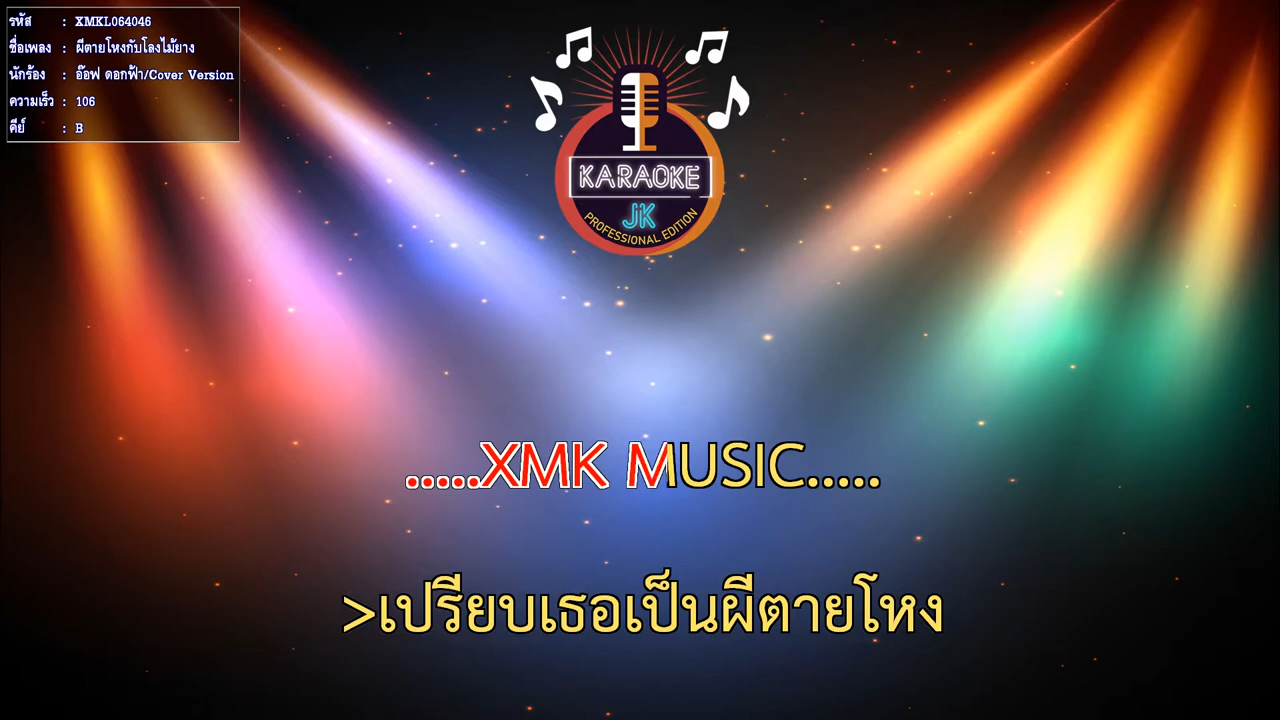 รหัส : XMKL064046
ชื่อเพลง : ผีตายโหงกับโลงไม้ยาง
นักร้อง : อ๊อฟ ดอกฟ้า/Cover Version
ความเร็ว : 106
คีย์ : B
KARAOKE
JK
PROFESSIONAL EDITION
.....XMK MUSIC.....
>เปรียบเธอเป็นผีตายโหง